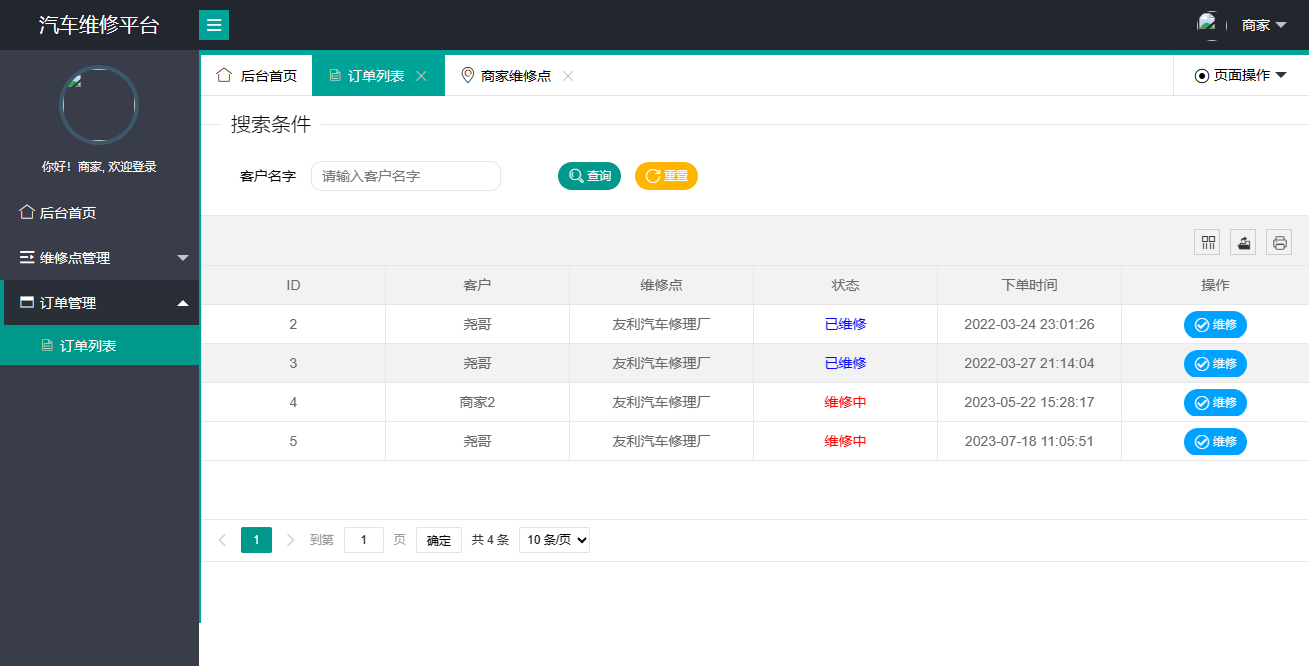 汽车维修平台
商家
你好！商家, 欢迎登录
后台首页
维修点管理
订单管理
订单列表
后台首页 订单列表 商家维修点 页面操作
搜索条件
客户名字 请输入客户名字 查询 重置
ID 客户 维修点 状态 下单时间 操作
2 尧哥 友利汽车修理厂 已维修 2022-03-24 23:01:26 维修
3 尧哥 友利汽车修理厂 已维修 2022-03-27 21:14:04 维修
4 商家2 友利汽车修理厂 维修中 2023-05-22 15:28:17 维修
5 尧哥 友利汽车修理厂 维修中 2023-07-18 11:05:51 维修
1 到第 1 页 确定 共 4 条 10 条/页